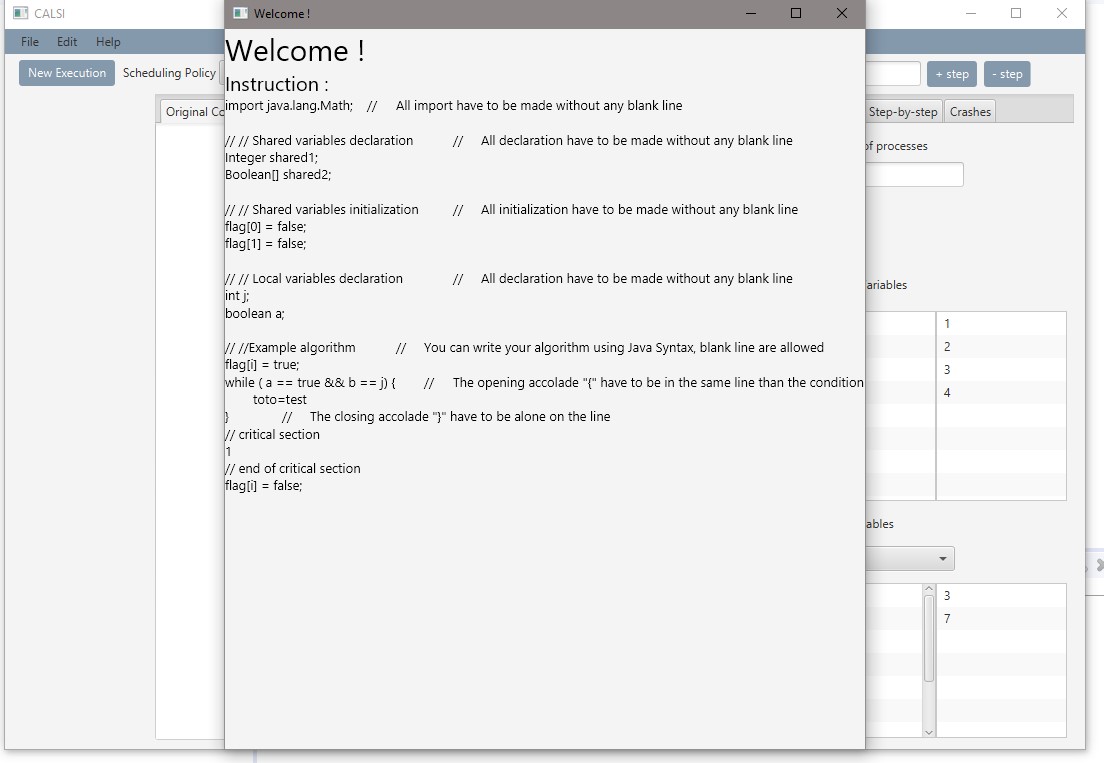 CALSI
Welcome !
File Edit Help
New Execution Scheduling Policy
+ step - step
Original Co
Step-by-step Crashes
of processes
ariables
1
2
3
4
ables
3
7
Welcome !
Instruction :
import java.lang.Math; // All import have to be made without any blank line
// // Shared variables declaration // All declaration have to be made without any blank line
Integer shared1;
Boolean[] shared2;
// // Shared variables initialization // All initialization have to be made without any blank line
flag[0] = false;
flag[1] = false;
// // Local variables declaration // All declaration have to be made without any blank line
int j;
boolean a;
// //Example algorithm // You can write your algorithm using Java Syntax, blank line are allowed
flag[i] = true;
while ( a == true && b == j) { // The opening accolade "{" have to be in the same line than the condition
toto=test
} // The closing accolade "}" have to be alone on the line
// critical section
1
// end of critical section
flag[i] = false;